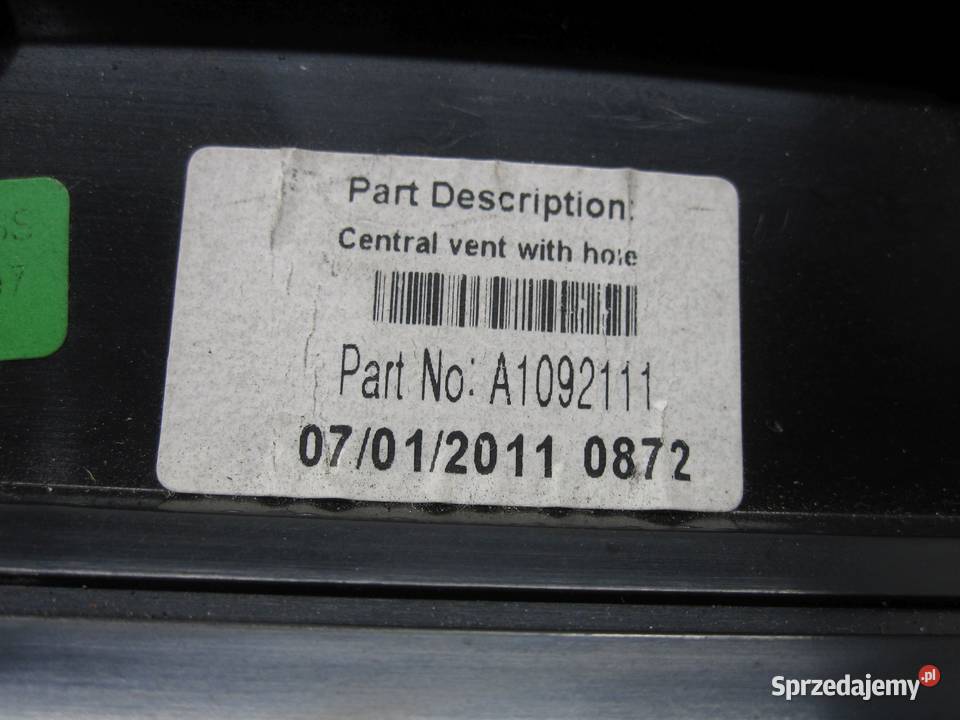 Part Description:
Central vent with hole
Part No: A1092111
07/01/2011 0872
Sprzedajemy.pl